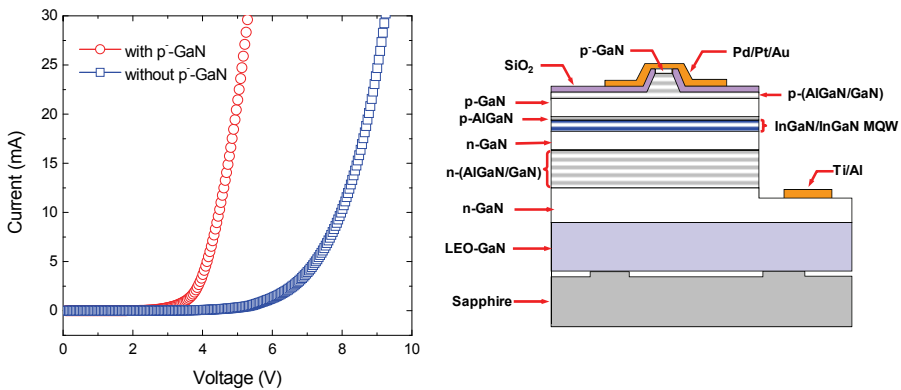 30
25
20
15
10
5
0
Current (mA)
with p⁻-GaN
without p⁻-GaN
0 2 4 6 8 10
Voltage (V)
p⁻-GaN
Pd/Pt/Au
SiO₂
p-(AlGaN/GaN)
p-GaN
p-AlGaN
InGaN/InGaN MQW
n-GaN
n-(AlGaN/GaN)
Ti/Al
n-GaN
LEO-GaN
Sapphire